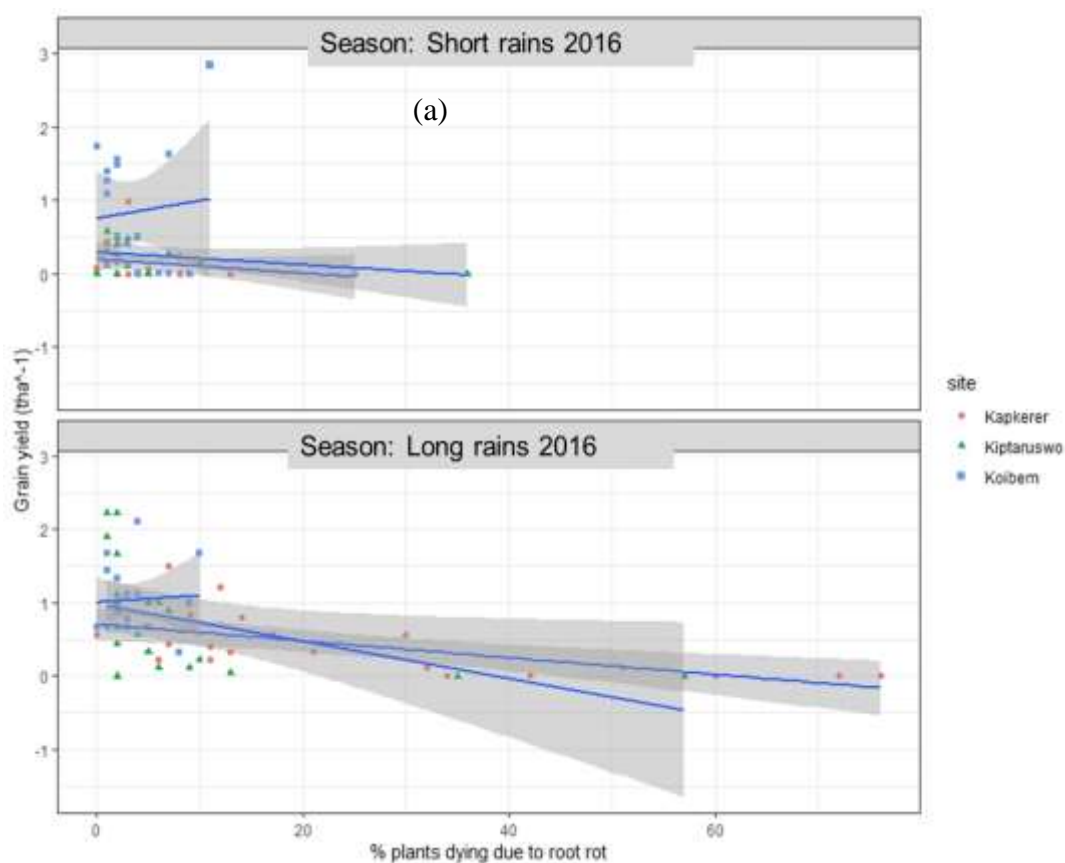 Season: Short rains 2016
(a)
3
2
1
0
-1
Season: Long rains 2016
3
2
1
0
-1
Grain yield (tha^-1)
0
20
40
60
% plants dying due to root rot
site
Kapkerer
Kiptaruswo
Koibem